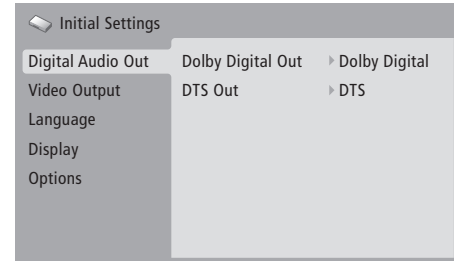 Initial Settings
Digital Audio Out Dolby Digital Out Dolby Digital
Video Output DTS Out DTS
Language
Display
Options